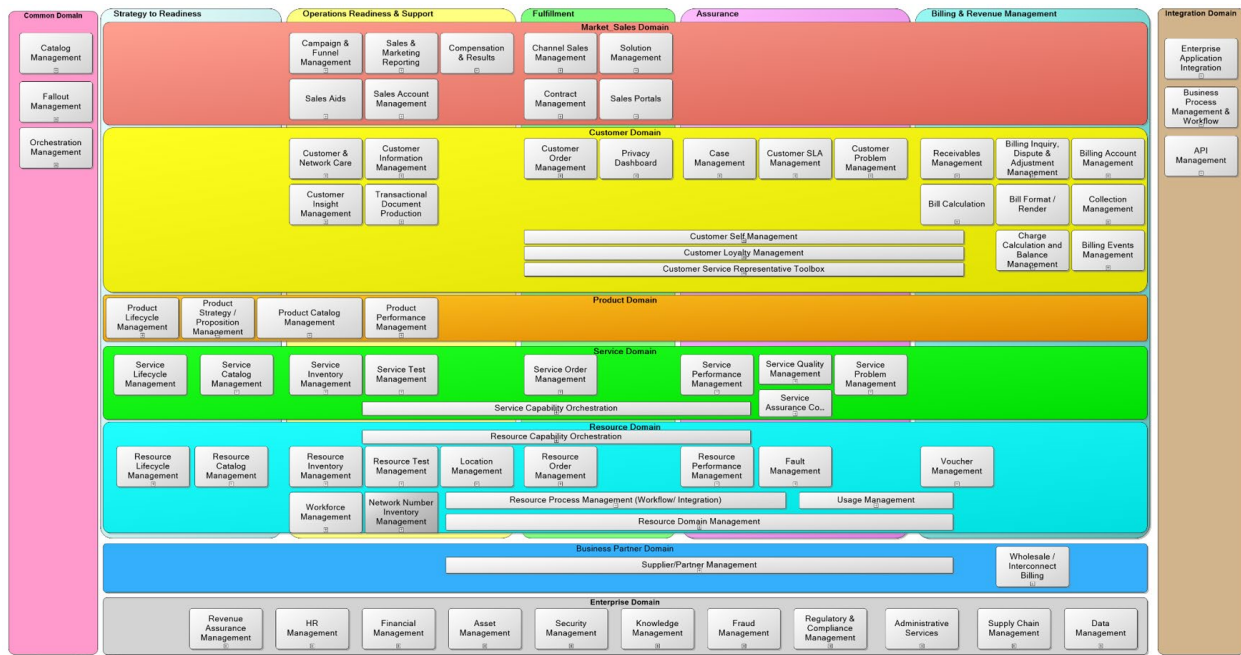 Common Domain
Catalog
Management
Fallout
Management
Orchestration
Management
Strategy to Readiness
Operations Readiness & Support
Fulfillment
Assurance
Billing & Revenue Management
Market_Sales Domain
Campaign &
Funnel
Management
Sales &
Marketing
Reporting
Compensation
& Results
Channel Sales
Management
Solution
Management
Sales Aids
Sales Account
Management
Contract
Management
Sales Portals
Customer Domain
Customer &
Network Care
Customer
Information
Management
Customer
Order
Management
Privacy
Dashboard
Case
Management
Customer SLA
Management
Customer
Problem
Management
Receivables
Management
Billing Inquiry,
Dispute &
Adjustment
Management
Billing Account
Management
Customer
Insight
Management
Transactional
Document
Production
Bill Calculation
Bill Format /
Render
Collection
Management
Customer Self Management
Customer Loyalty Management
Customer Service Representative Toolbox
Charge
Calculation and
Balance
Management
Billing Events
Management
Product Domain
Product
Lifecycle
Management
Product
Strategy /
Proposition
Management
Product Catalog
Management
Product
Performance
Management
Service Domain
Service
Lifecycle
Management
Service
Catalog
Management
Service
Inventory
Management
Service Test
Management
Service Order
Management
Service
Performance
Management
Service Quality
Management
Service
Problem
Management
Service
Assurance Co...
Service Capability Orchestration
Resource Domain
Resource Capability Orchestration
Resource
Lifecycle
Management
Resource
Catalog
Management
Resource
Inventory
Management
Resource Test
Management
Location
Management
Resource
Order
Management
Resource
Performance
Management
Fault
Management
Voucher
Management
Workforce
Management
Network Number
Inventory
Management
Resource Process Management (Workflow/ Integration)
Usage Management
Resource Domain Management
Business Partner Domain
Supplier/Partner Management
Wholesale /
Interconnect
Billing
Enterprise Domain
Revenue
Assurance
Management
HR
Management
Financial
Management
Asset
Management
Security
Management
Knowledge
Management
Fraud
Management
Regulatory &
Compliance
Management
Administrative
Services
Supply Chain
Management
Data
Management
Integration Domain
Enterprise
Application
Integration
Business
Process
Management &
Workflow
API
Management